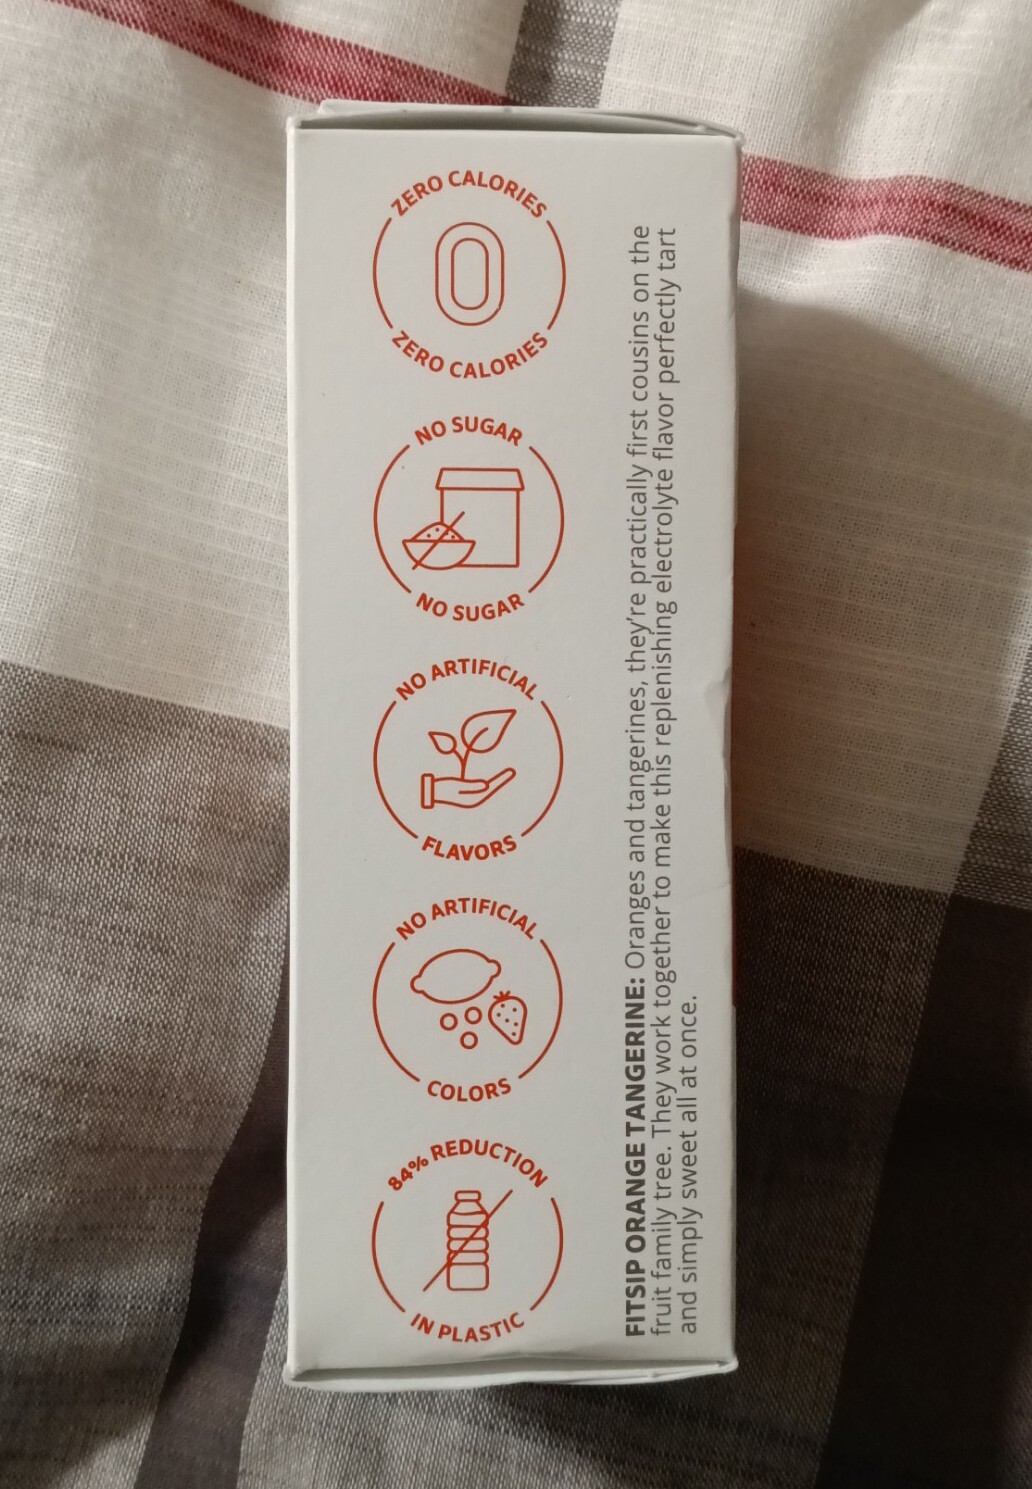 ZERO CALORIES
ZERO CALORIES
NO SUGAR
NO SUGAR
NO ARTIFICIAL
FLAVORS
NO ARTIFICIAL
COLORS
84% REDUCTION
IN PLASTIC
FITSIP ORANGE TANGERINE: Oranges and tangerines, they're practically first cousins on the
fruit family tree. They work together to make this replenishing electrolyte flavor perfectly tart
and simply sweet all at once.